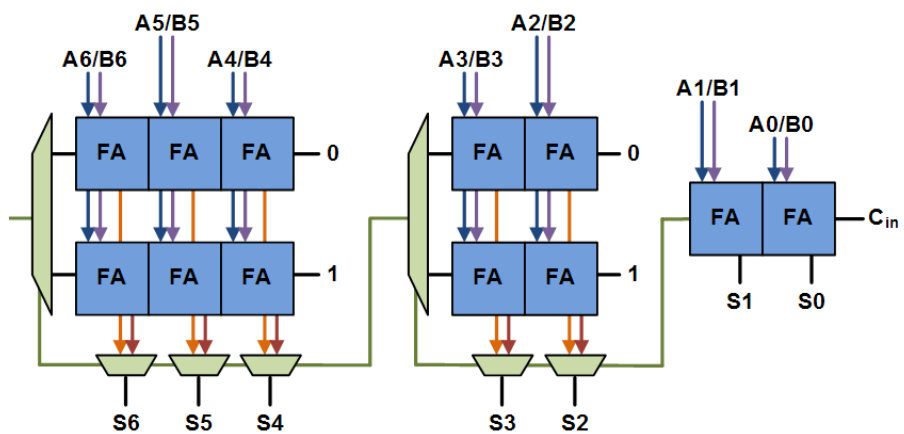 A5/B5
A2/B2
A6/B6
A4/B4
A3/B3
A1/B1
A0/B0
FA FA FA 0
FA FA 0
FA FA Cin
FA FA FA 1
FA FA 1
S1 S0
S6 S5 S4
S3 S2